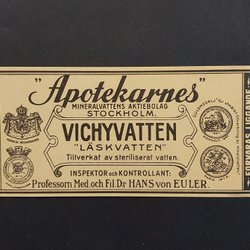 "Apotekarnes"
MINERALVATTENS AKTIEBOLAG
STOCKHOLM.
VICHYVATTEN
"LÄSKVATTEN"
Tillverkat av steriliserat vatten.
INSPEKTOR och KONTROLLANT:
Professorn Med. och Fil. Dr HANS von EULER.